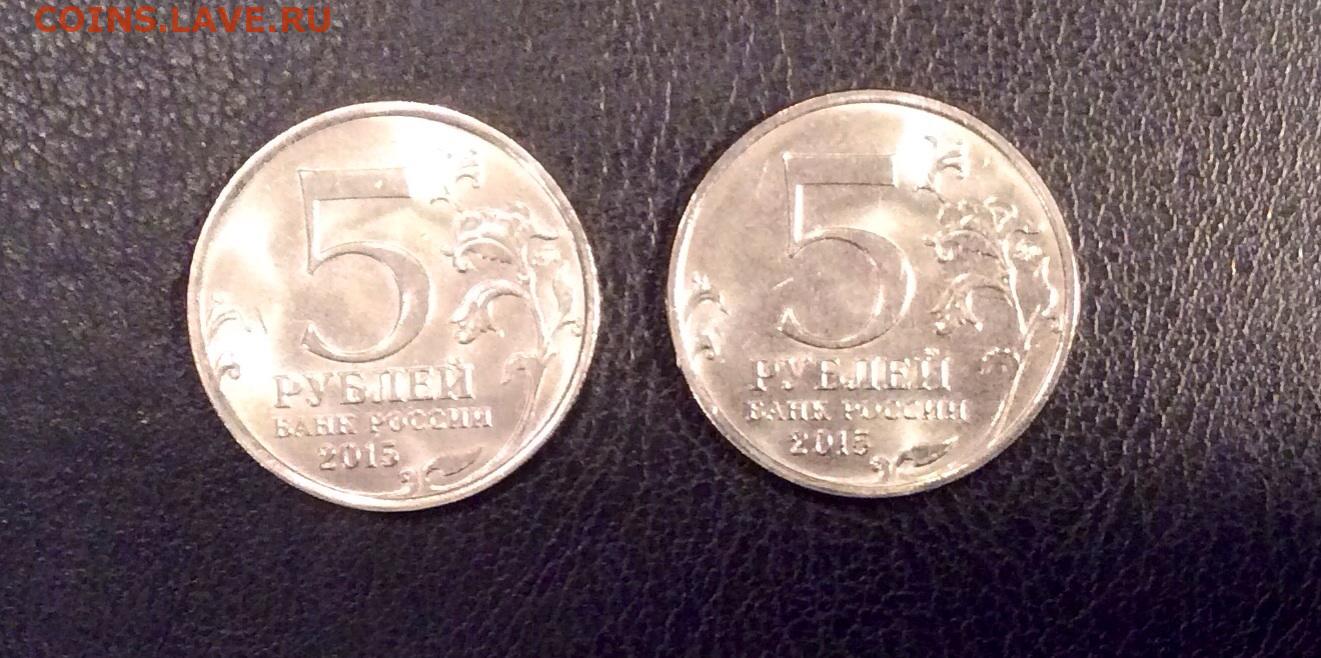 COINS.LAVE.RU
5
РУБЛЕЙ
БАНК РОССИИ
2015
5
РУБЛЕЙ
БАНК РОССИИ
2015